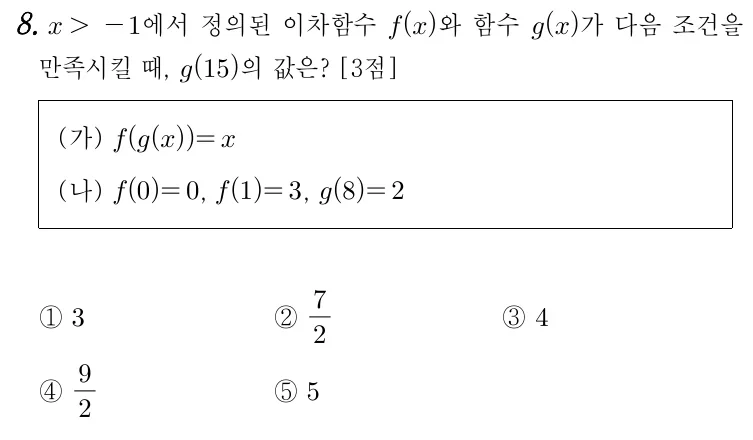 8. x > −1에서 정의된 이차함수 f(x)와 함수 g(x)가 다음 조건을
만족시킬 때, g(15)의 값은? [3점]
(가) f(g(x))= x
(나) f(0)= 0, f(1)= 3, g(8)= 2
① 3 ② 7/2 ③ 4
④ 9/2 ⑤ 5